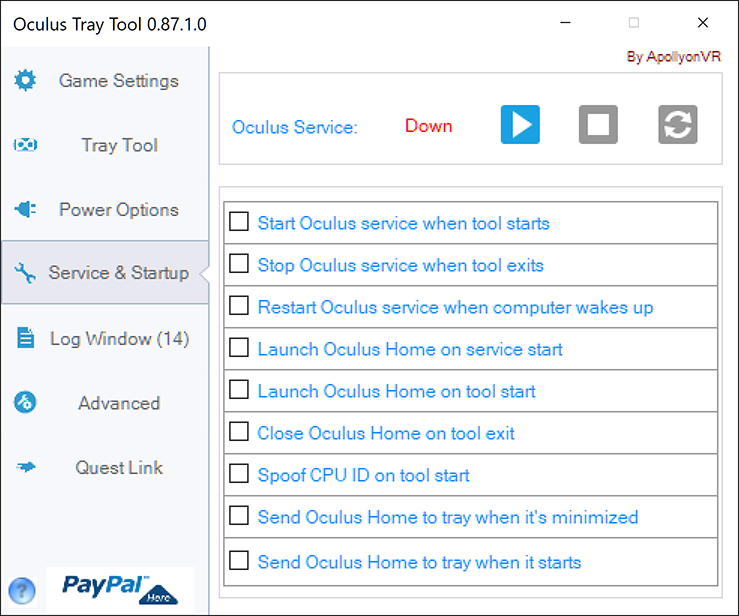 Oculus Tray Tool 0.87.1.0
By ApollyonVR
Game Settings
Tray Tool
Power Options
Service & Startup
Log Window (14)
Advanced
Quest Link
?
PayPal™
Here
Oculus Service: Down
Start Oculus service when tool starts
Stop Oculus service when tool exits
Restart Oculus service when computer wakes up
Launch Oculus Home on service start
Launch Oculus Home on tool start
Close Oculus Home on tool exit
Spoof CPU ID on tool start
Send Oculus Home to tray when it's minimized
Send Oculus Home to tray when it starts